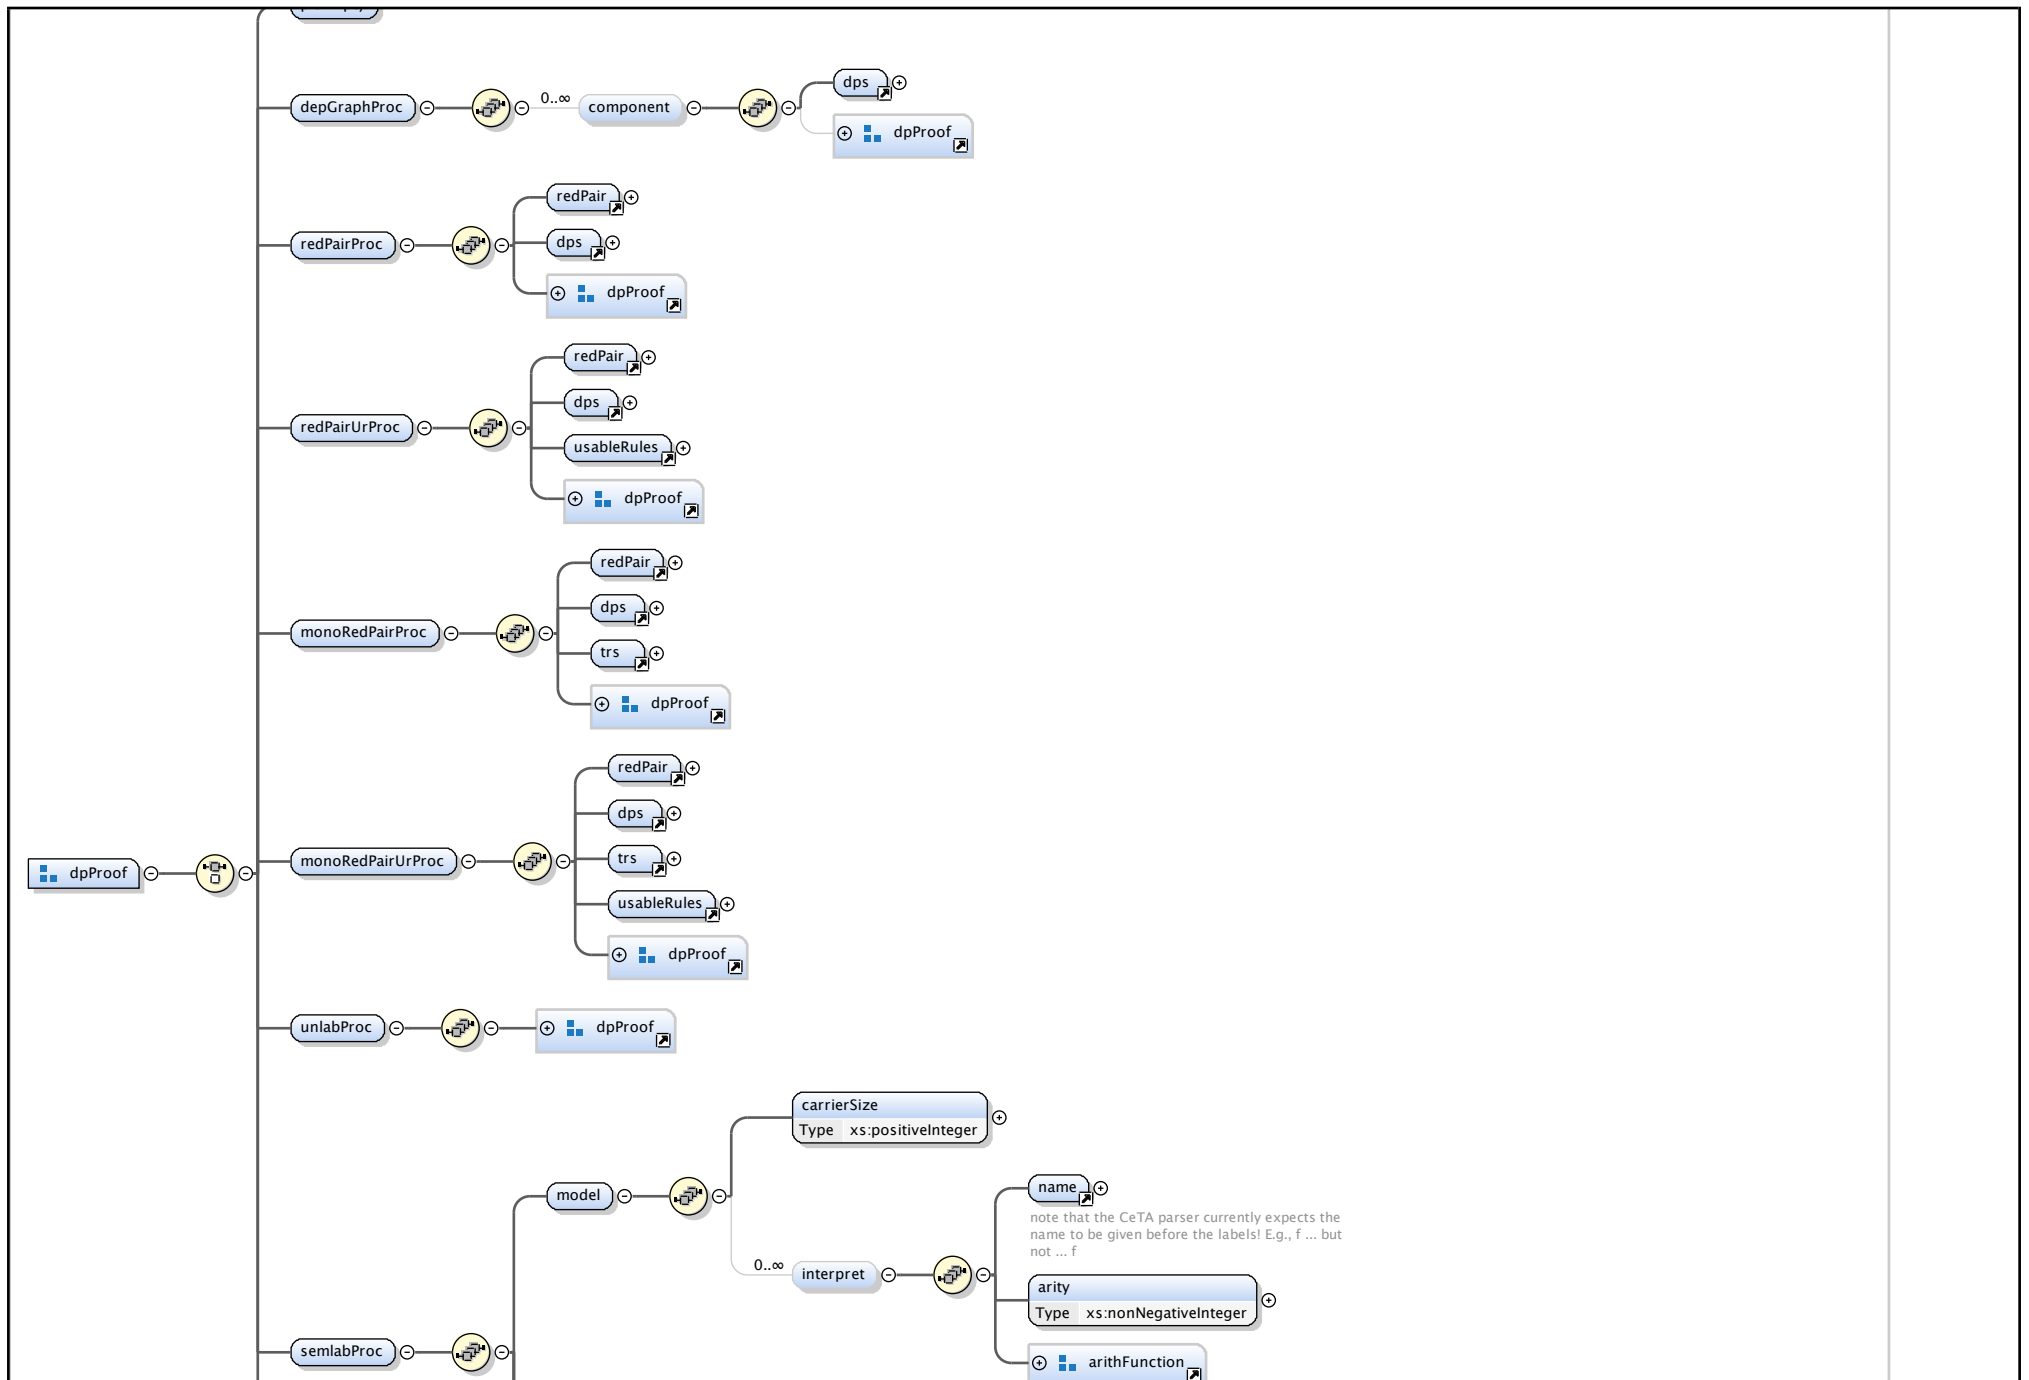 dps
depGraphProc
0..∞
component
dpProof
redPair
redPairProc
dps
dpProof
redPair
dps
redPairUrProc
usableRules
dpProof
redPair
dps
monoRedPairProc
trs
dpProof
redPair
dps
monoRedPairUrProc
trs
dpProof
usableRules
dpProof
unlabProc
dpProof
carrierSize
Type xs:positiveInteger
model
name
note that the CeTA parser currently expects the
name to be given before the labels! E.g., f ... but
not ... f
0..∞
interpret
arity
Type xs:nonNegativeInteger
semlabProc
arithFunction